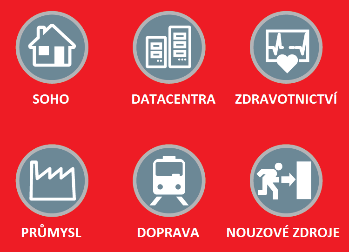 SOHO
DATACENTRA
ZDRAVOTNICTVÍ
PRŮMYSL
DOPRAVA
NOUZOVÉ ZDROJE